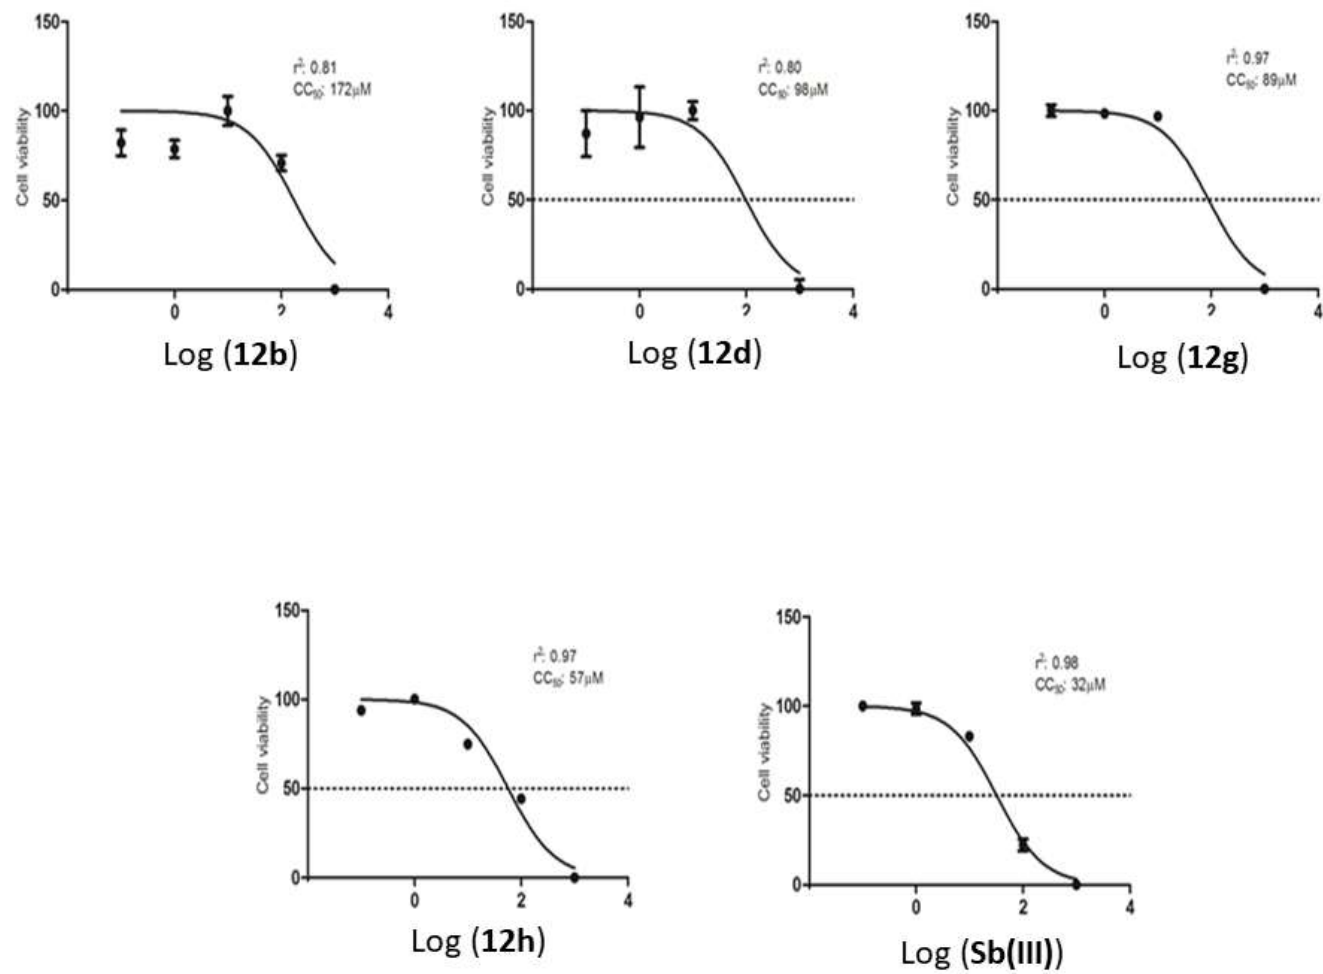 150
100
50
0
Cell viability
r²: 0.81
CC₅₀: 172μM
0 2 4
Log (12b)
150
100
50
0
Cell viability
r²: 0.80
CC₅₀: 98μM
0 2 4
Log (12d)
150
100
50
0
Cell viability
r²: 0.97
CC₅₀: 89μM
0 2 4
Log (12g)
150
100
50
0
Cell viability
r²: 0.97
CC₅₀: 57μM
0 2 4
Log (12h)
150
100
50
0
Cell viability
r²: 0.98
CC₅₀: 32μM
0 2 4
Log (Sb(III))